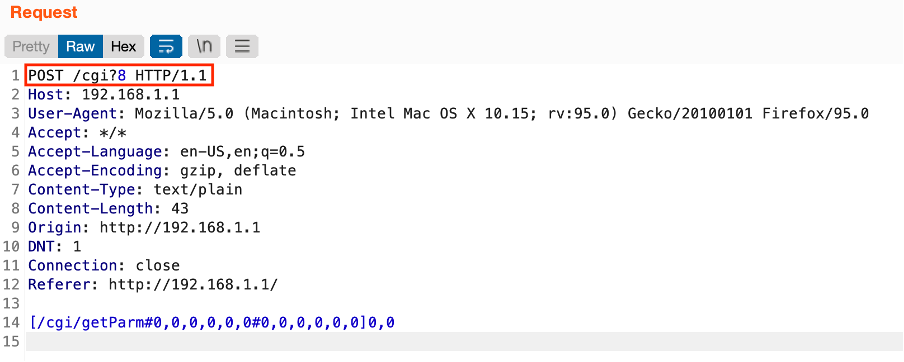 Request
Pretty Raw Hex \n
1 POST /cgi?8 HTTP/1.1
2 Host: 192.168.1.1
3 User-Agent: Mozilla/5.0 (Macintosh; Intel Mac OS X 10.15; rv:95.0) Gecko/20100101 Firefox/95.0
4 Accept: */*
5 Accept-Language: en-US,en;q=0.5
6 Accept-Encoding: gzip, deflate
7 Content-Type: text/plain
8 Content-Length: 43
9 Origin: http://192.168.1.1
10 DNT: 1
11 Connection: close
12 Referer: http://192.168.1.1/
13
14 [/cgi/getParm#0,0,0,0,0,0#0,0,0,0,0,0]0,0
15